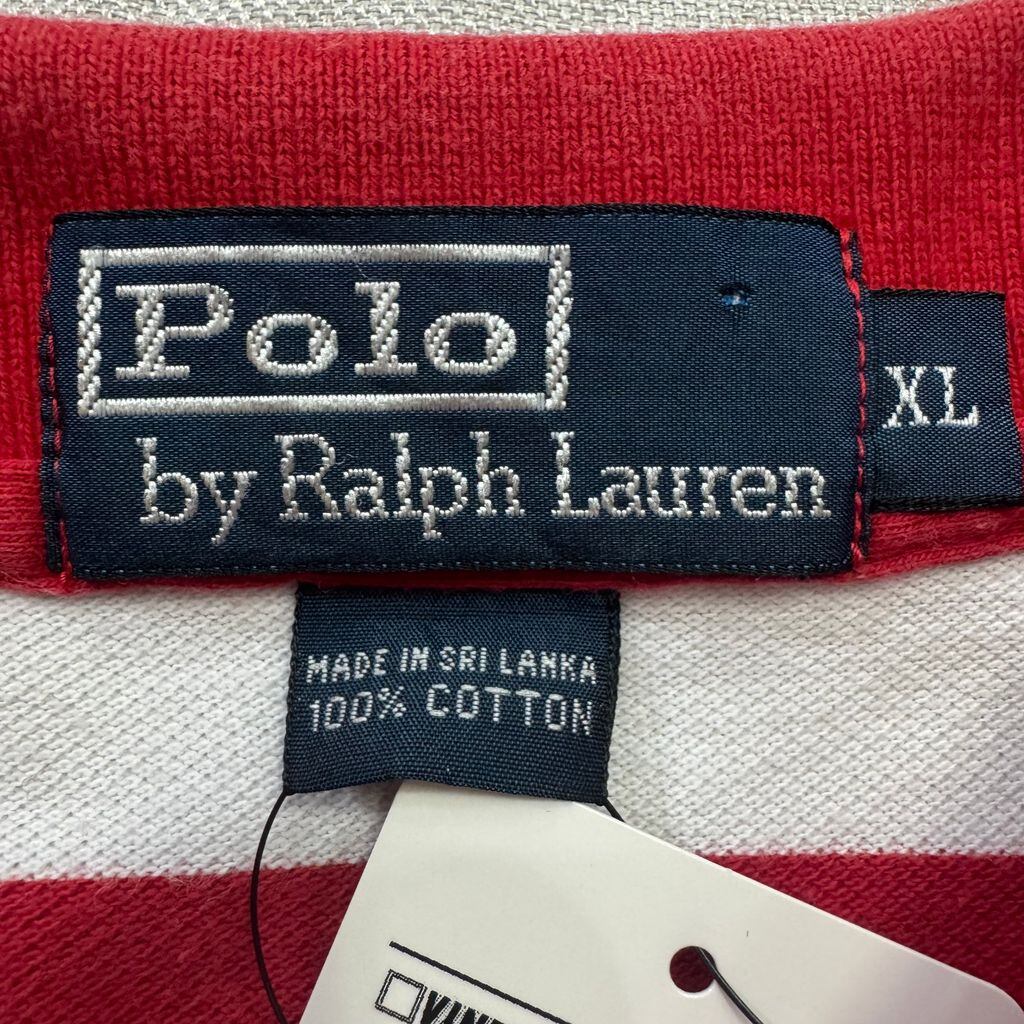 Polo
by Ralph Lauren
XL
MADE IN SRI LANKA
100% COTTON